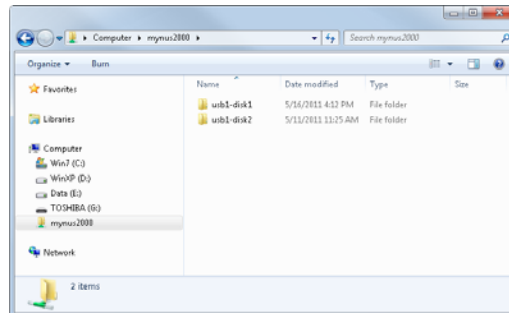 Computer ▸ mynus2000 ▸
Search mynus2000
Organize
Burn
Name Date modified Type Size
usb1-disk1 5/16/2011 4:12 PM File folder
usb1-disk2 5/11/2011 11:25 AM File folder
Favorites
Libraries
Computer
Win7 (C:)
WinXP (D:)
Data (E:)
TOSHIBA (G:)
mynus2000
Network
2 items